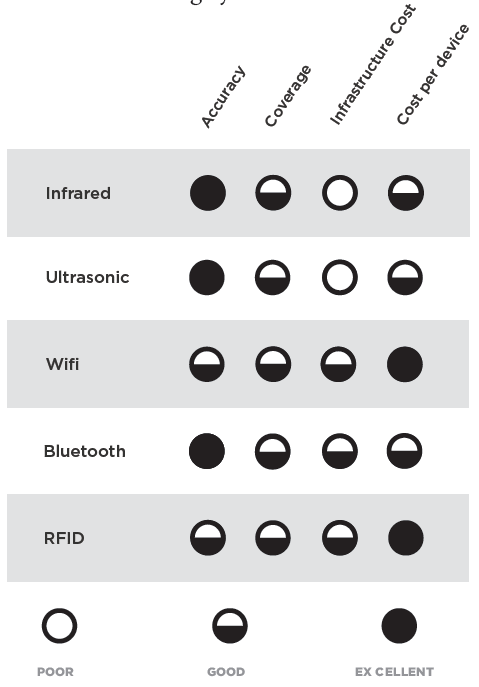 Accuracy
Coverage
Infrastructure Cost
Cost per device
Infrared
Ultrasonic
Wifi
Bluetooth
RFID
POOR
GOOD
EX CELLENT